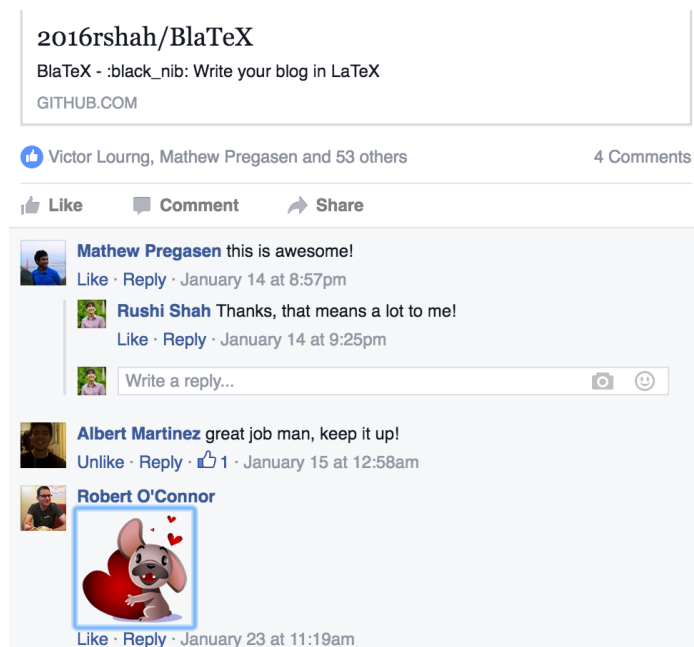 2016rshah/BlaTeX
BlaTeX - :black_nib: Write your blog in LaTeX
GITHUB.COM
Victor Lourng, Mathew Pregasen and 53 others 4 Comments
Like Comment Share
Mathew Pregasen this is awesome!
Like · Reply · January 14 at 8:57pm
Rushi Shah Thanks, that means a lot to me!
Like · Reply · January 14 at 9:25pm
Write a reply...
Albert Martinez great job man, keep it up!
Unlike · Reply · 1 · January 15 at 12:58am
Robert O'Connor
Like · Reply · January 23 at 11:19am